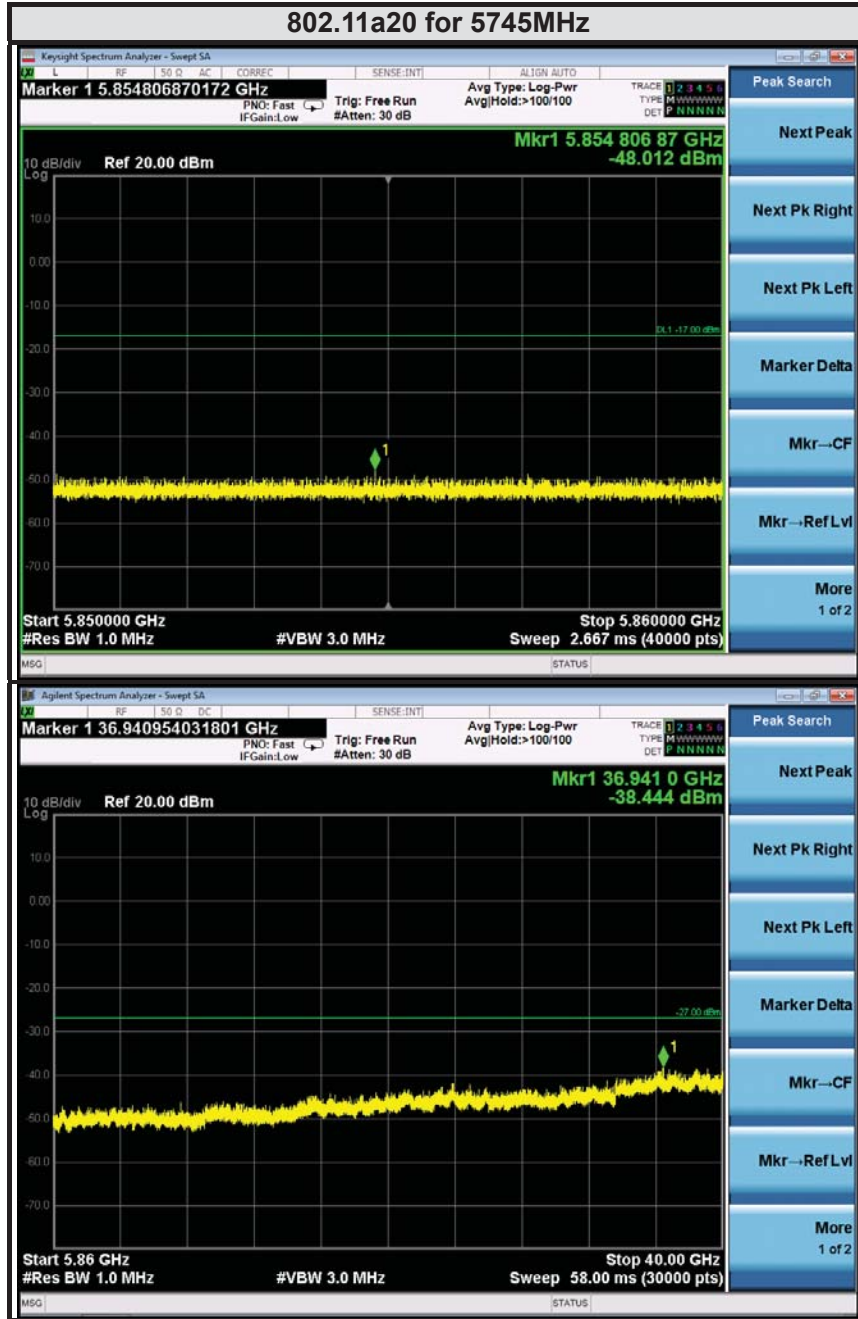 802.11a20 for 5745MHz
Keysight Spectrum Analyzer - Swept SA
LXI L RF 50 Ω AC CORREC SENSE:INT ALIGN AUTO
Marker 1 5.854806870172 GHz
PNO: Fast
IFGain:Low
Trig: Free Run
#Atten: 30 dB
Avg Type: Log-Pwr
Avg|Hold:>100/100
TRACE 1 2 3 4 5 6
TYPE MWWWWW
DET P NNNNN
Mkr1 5.854 806 87 GHz
-48.012 dBm
10 dB/div Ref 20.00 dBm
Log
10.0
0.00
-10.0
DL1 -17.00 dBm
-20.0
-30.0
-40.0
1
-50.0
-60.0
-70.0
Start 5.850000 GHz Stop 5.860000 GHz
#Res BW 1.0 MHz #VBW 3.0 MHz Sweep 2.667 ms (40000 pts)
MSG STATUS
Peak Search
Next Peak
Next Pk Right
Next Pk Left
Marker Delta
Mkr→CF
Mkr→Ref Lvl
More
1 of 2
Agilent Spectrum Analyzer - Swept SA
LXI RF 50 Ω DC SENSE:INT
Marker 1 36.940954031801 GHz
PNO: Fast
IFGain:Low
Trig: Free Run
#Atten: 30 dB
Avg Type: Log-Pwr
Avg|Hold:>100/100
TRACE 1 2 3 4 5 6
TYPE MWWWWW
DET P NNNNN
Mkr1 36.941 0 GHz
-38.444 dBm
10 dB/div Ref 20.00 dBm
Log
10.0
0.00
-10.0
-20.0
-27.00 dBm
-30.0
1
-40.0
-50.0
-60.0
-70.0
Start 5.86 GHz Stop 40.00 GHz
#Res BW 1.0 MHz #VBW 3.0 MHz Sweep 58.00 ms (30000 pts)
MSG STATUS
Peak Search
Next Peak
Next Pk Right
Next Pk Left
Marker Delta
Mkr→CF
Mkr→Ref Lvl
More
1 of 2